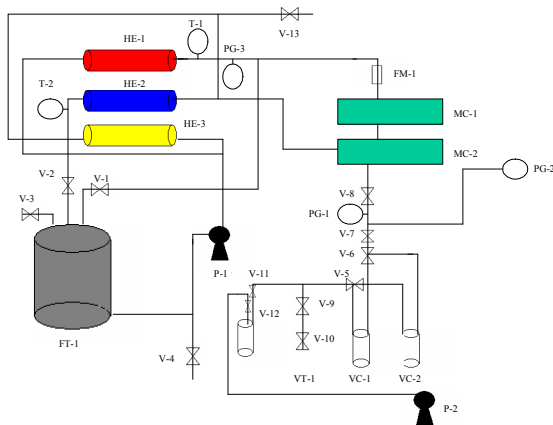 T-1
HE-1
V-13
PG-3
FM-1
T-2
HE-2
HE-3
MC-1
MC-2
V-2
V-1
PG-2
V-3
V-8
PG-1
V-7
V-6
P-1
V-11
V-5
V-9
V-12
V-10
FT-1
V-4
VT-1
VC-1
VC-2
P-2